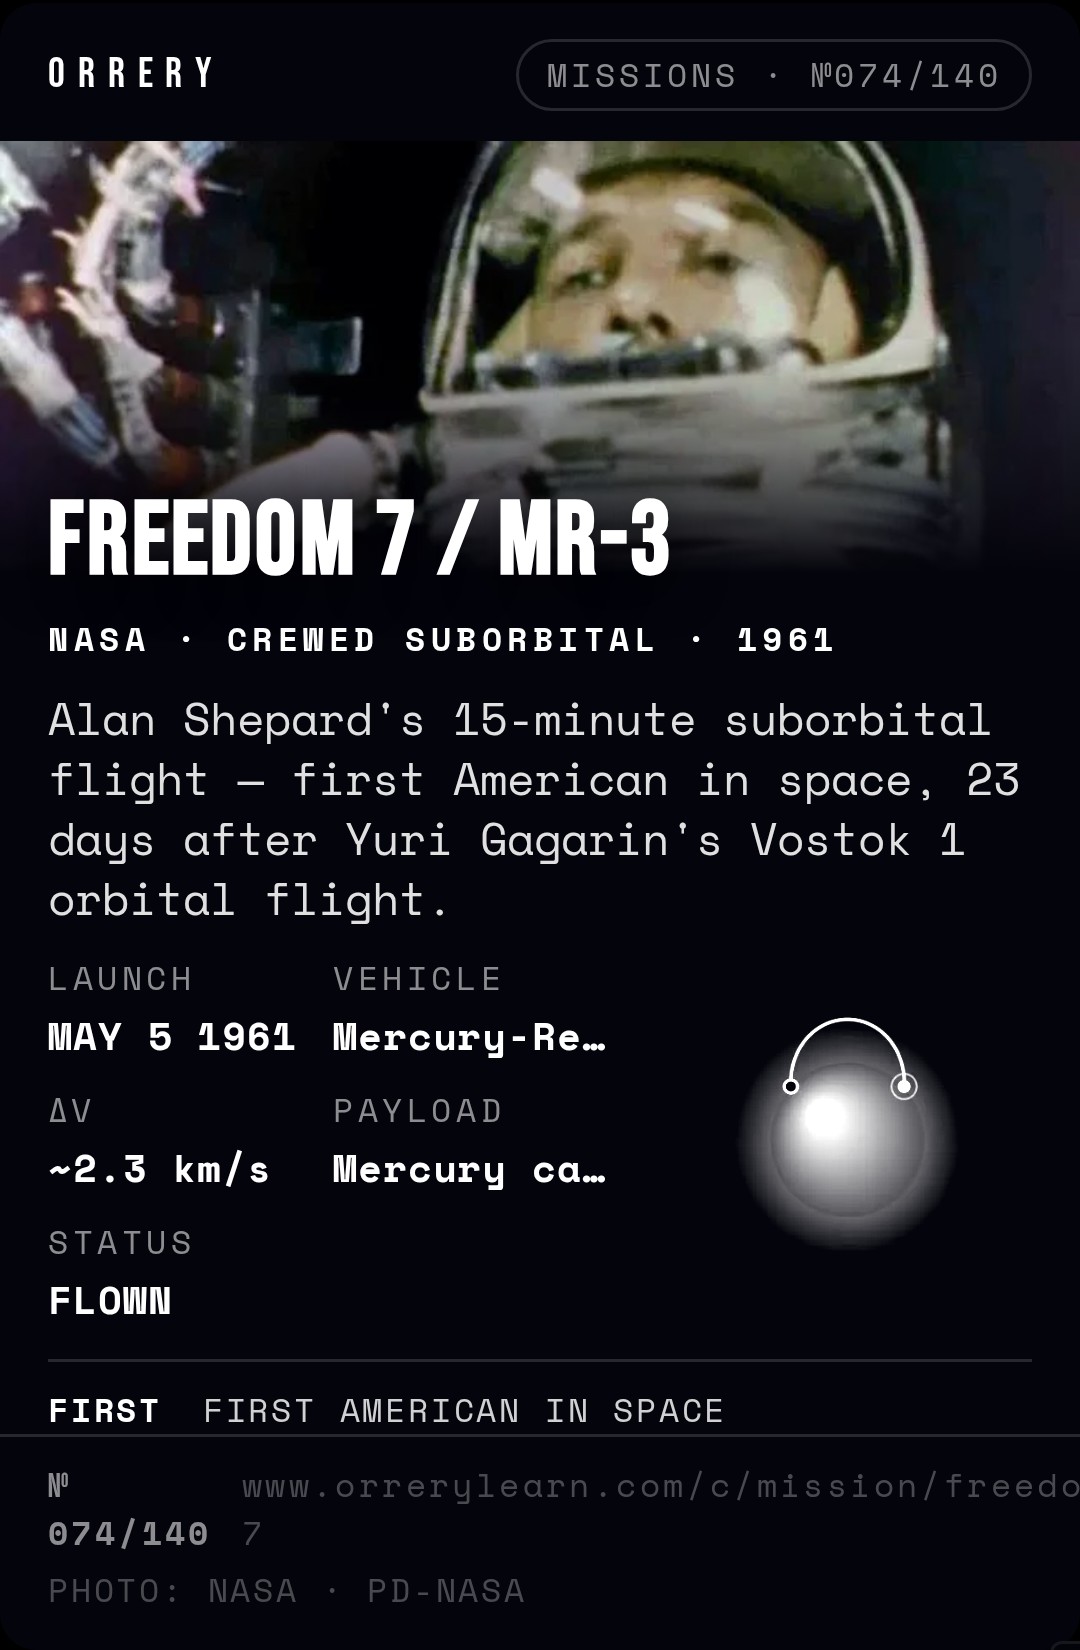 ORRERY
MISSIONS · №074/140
FREEDOM 7 / MR-3
NASA · CREWED SUBORBITAL · 1961
Alan Shepard's 15-minute suborbital
flight — first American in space, 23
days after Yuri Gagarin's Vostok 1
orbital flight.
LAUNCH VEHICLE
MAY 5 1961 Mercury-Re…
ΔV PAYLOAD
~2.3 km/s Mercury ca…
STATUS
FLOWN
FIRST FIRST AMERICAN IN SPACE
№ www.orrerylearn.com/c/mission/freedo
074/140 7
PHOTO: NASA · PD-NASA